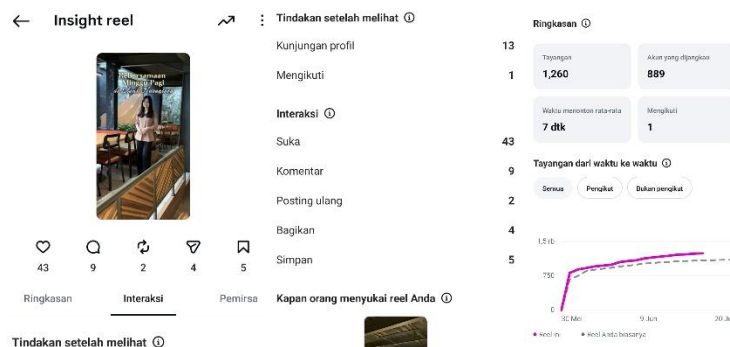 Insight reel
Kebersamaan
Minggu Pagi
43
9
2
4
5
Ringkasan
Interaksi
Pemirsa
Tindakan setelah melihat
Tindakan setelah melihat
Kunjungan profil 13
Mengikuti 1
Interaksi
Suka 43
Komentar 9
Posting ulang 2
Bagikan 4
Simpan 5
Kapan orang menyukai reel Anda
Ringkasan
Tayangan
1,260
Akun yang dijangkau
889
Waktu menonton rata-rata
7 dtk
Mengikuti
1
Tayangan dari waktu ke waktu
Semua
Pengikut
Bukan pengikut
1,5 rb
750
0
30 Mei
9 Jun
20 Ju
Reel ini
Reel Anda biasanya